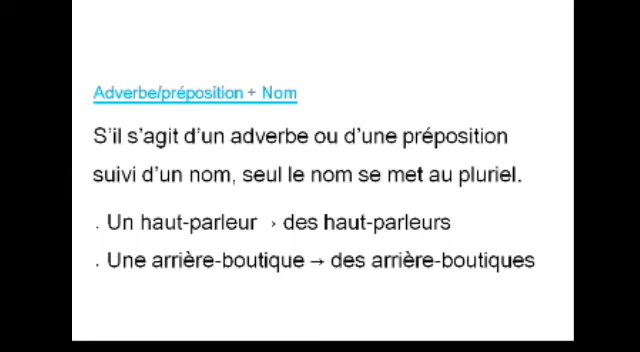 Adverbe/préposition + Nom
S'il s'agit d'un adverbe ou d'une préposition
suivi d'un nom, seul le nom se met au pluriel.
. Un haut-parleur → des haut-parleurs
. Une arrière-boutique → des arrière-boutiques